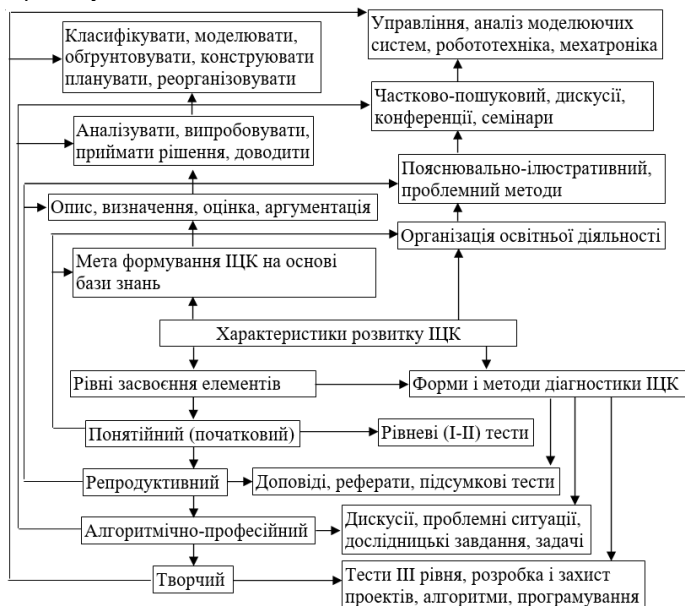 Класифікувати, моделювати,
обґрунтовувати, конструювати
планувати, реорганізовувати
Управління, аналіз моделюючих
систем, робототехніка, мехатроніка
Аналізувати, випробовувати,
приймати рішення, доводити
Частково-пошуковий, дискусії,
конференції, семінари
Опис, визначення, оцінка, аргументація
Пояснювально-ілюстративний,
проблемний методи
Мета формування ІЦК на основі
бази знань
Організація освітньої діяльності
Характеристики розвитку ІЦК
Рівні засвоєння елементів
Форми і методи діагностики ІЦК
Понятійний (початковий)
Рівневі (І-ІІ) тести
Репродуктивний
Доповіді, реферати, підсумкові тести
Алгоритмічно-професійний
Дискусії, проблемні ситуації,
дослідницькі завдання, задачі
Творчий
Тести ІІІ рівня, розробка і захист
проектів, алгоритми, програмування